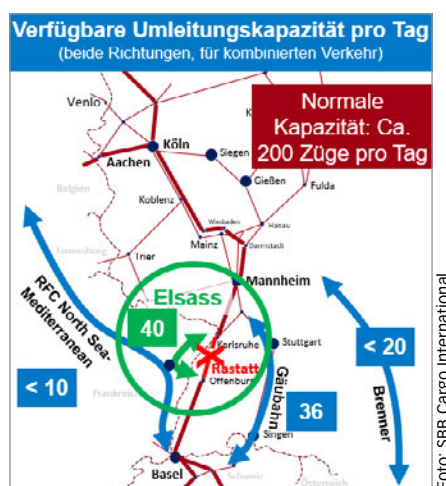 Verfügbare Umleitungskapazität pro Tag
(beide Richtungen, für kombinierten Verkehr)
Normale
Kapazität: Ca.
200 Züge pro Tag
Venlo
Köln
Siegen
Aachen
Gießen
Belgien
Koblenz
Fulda
Wiesbaden
Hanau
Mainz
Darmstadt
Luxemburg
Trier
Mannheim
Elsass
40
RFC North Sea-
Mediterranean
Karlsruhe
Stuttgart
Rastatt
< 20
Offenburg
< 10
Frankreich
Gäubahn
36
Brenner
Singen
Basel
Schweiz
Österreich
Foto: SBB Cargo International